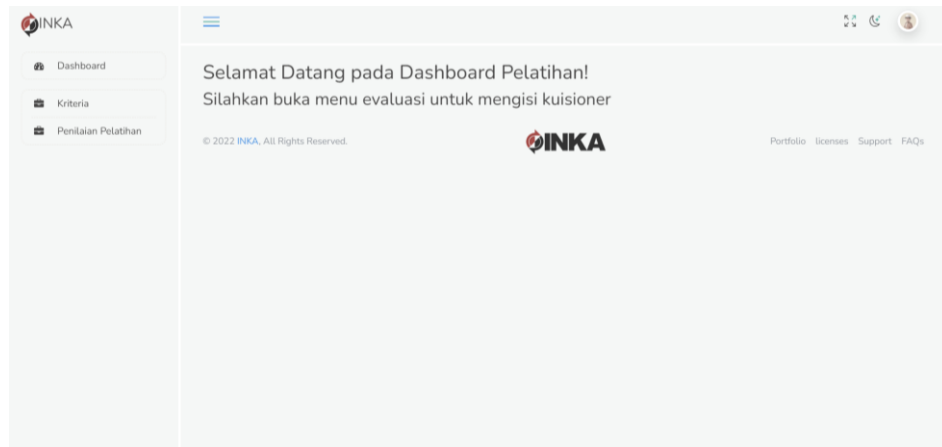 INKA
Dashboard
Kriteria
Penilaian Pelatihan
Selamat Datang pada Dashboard Pelatihan!
Silahkan buka menu evaluasi untuk mengisi kuisioner
© 2022 INKA, All Rights Reserved.
INKA
Portfolio licenses Support FAQs